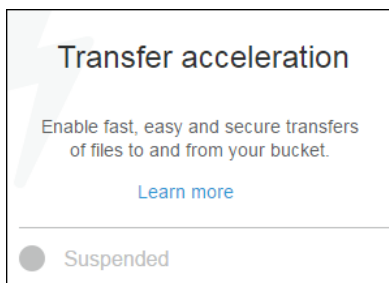 Transfer acceleration
Enable fast, easy and secure transfers
of files to and from your bucket.
Learn more
Suspended